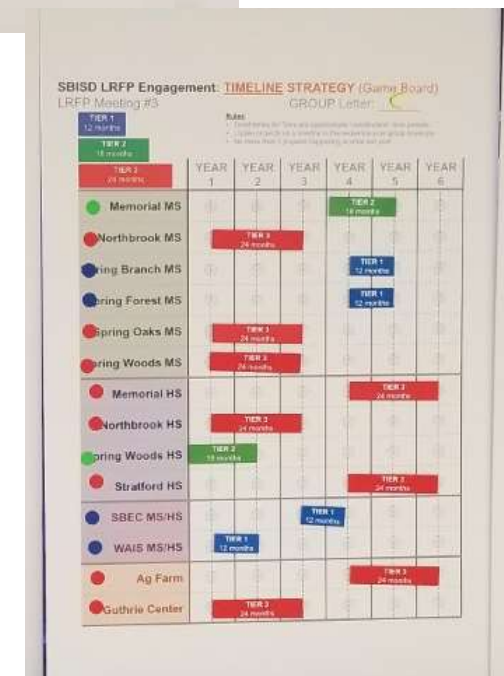 SBISD LRFP Engagement: TIMELINE STRATEGY (Game Board)
LRFP Meeting #3 GROUP Letter: C
TIER 1
12 months
Rules
TIER 2
18 months
TIER 3
24 months
YEAR 1 YEAR 2 YEAR 3 YEAR 4 YEAR 5 YEAR 6
Memorial MS TIER 2
18 months
Northbrook MS TIER 3
24 months
pring Branch MS TIER 1
12 months
pring Forest MS TIER 1
12 months
Spring Oaks MS TIER 3
24 months
pring Woods MS TIER 3
24 months
Memorial HS TIER 3
24 months
Northbrook HS TIER 3
24 months
pring Woods HS TIER 2
18 months
Stratford HS TIER 3
24 months
SBEC MS/HS TIER 1
12 months
WAIS MS/HS TIER 1
12 months
Ag Farm TIER 3
24 months
Guthrie Center TIER 3
24 months